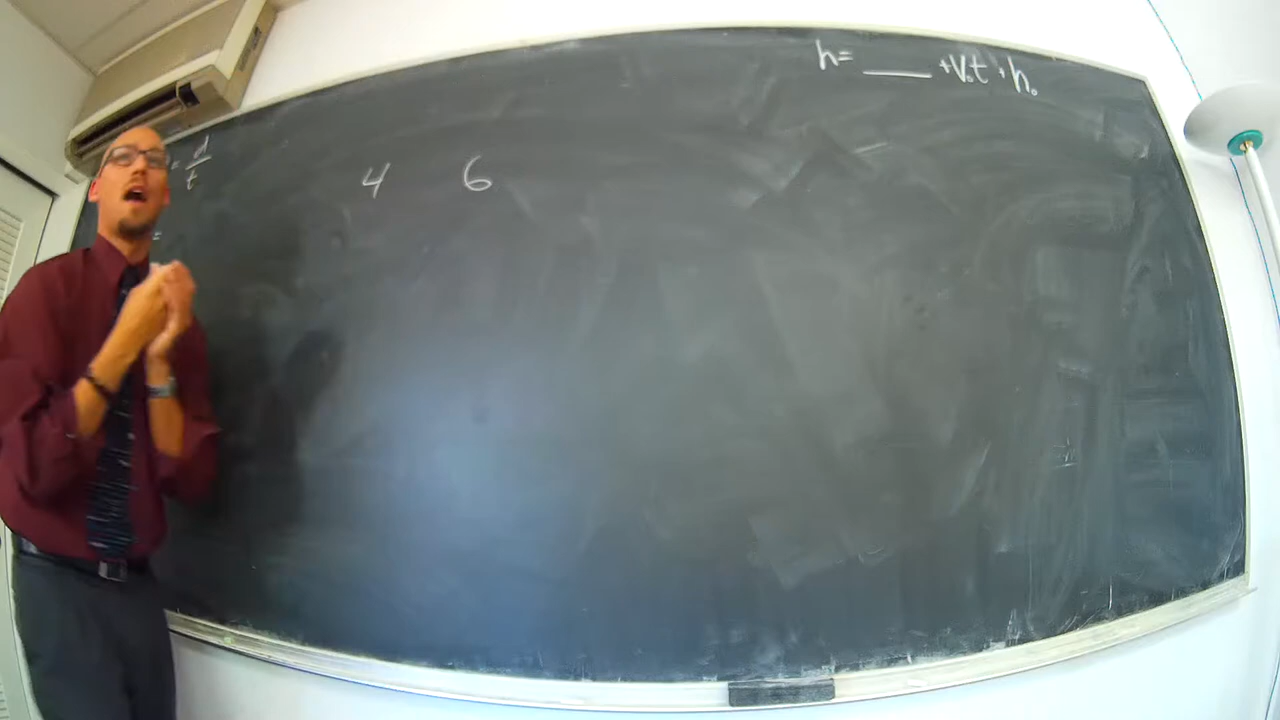 h= ____ +V₀t + h₀
= d/t
4 6
=